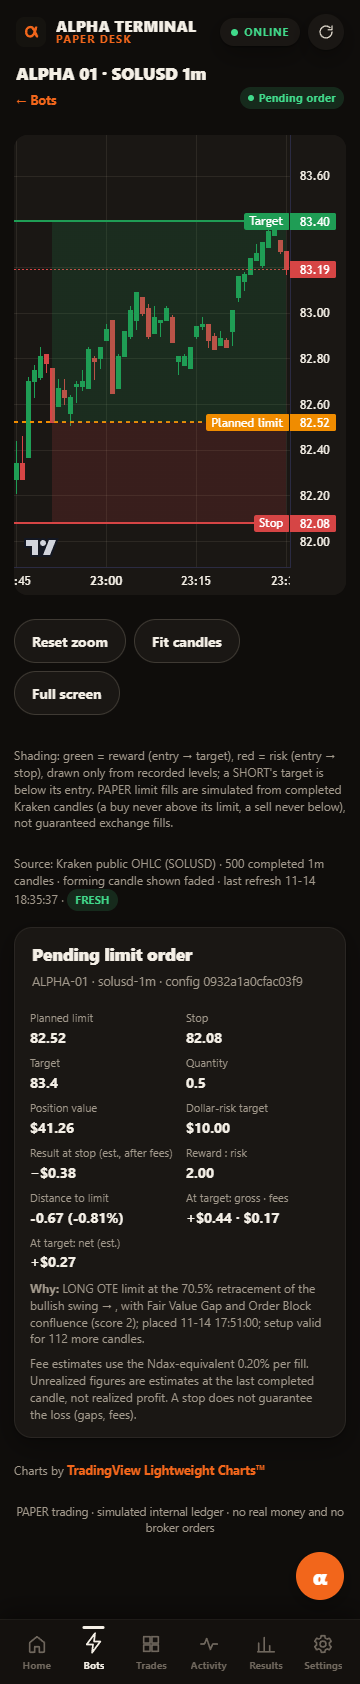 α ALPHA TERMINAL
PAPER DESK
ONLINE
ALPHA 01 · SOLUSD 1m
← Bots
Pending order
83.60
Target 83.40
83.19
83.00
82.80
82.60
Planned limit 82.52
82.40
82.20
Stop 82.08
82.00
:45 23:00 23:15 23:
Reset zoom
Fit candles
Full screen
Shading: green = reward (entry → target), red = risk (entry →
stop), drawn only from recorded levels; a SHORT's target is
below its entry. PAPER limit fills are simulated from completed
Kraken candles (a buy never above its limit, a sell never below),
not guaranteed exchange fills.
Source: Kraken public OHLC (SOLUSD) · 500 completed 1m
candles · forming candle shown faded · last refresh 11-14
18:35:37 · FRESH
Pending limit order
ALPHA-01 · solusd-1m · config 0932a1a0cfac03f9
Planned limit
82.52
Stop
82.08
Target
83.4
Quantity
0.5
Position value
$41.26
Dollar-risk target
$10.00
Result at stop (est., after fees)
−$0.38
Reward : risk
2.00
Distance to limit
-0.67 (-0.81%)
At target: gross · fees
+$0.44 · $0.17
At target: net (est.)
+$0.27
Why: LONG OTE limit at the 70.5% retracement of the
bullish swing → , with Fair Value Gap and Order Block
confluence (score 2); placed 11-14 17:51:00; setup valid
for 112 more candles.
Fee estimates use the Ndax-equivalent 0.20% per fill.
Unrealized figures are estimates at the last completed
candle, not realized profit. A stop does not guarantee
the loss (gaps, fees).
Charts by TradingView Lightweight Charts™
PAPER trading · simulated internal ledger · no real money and no
broker orders
α
Home
Bots
Trades
Activity
Results
Settings